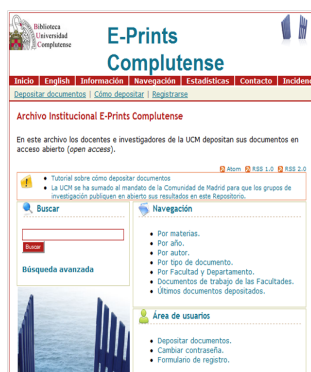 Biblioteca
Universidad
Complutense
E-Prints
Complutense
Inicio | English | Información | Navegación | Estadísticas | Contacto | Inciden
Depositar documentos | Cómo depositar | Registrarse
Archivo Institucional E-Prints Complutense
En este archivo los docentes e investigadores de la UCM depositan sus documentos en
acceso abierto (open access).
Atom RSS 1.0 RSS 2.0
Tutorial sobre cómo depositar documentos
La UCM se ha sumado al mandato de la Comunidad de Madrid para que los grupos de
investigación publiquen en abierto sus resultados en este Repositorio.
Buscar
Buscar
Búsqueda avanzada
Navegación
Por materias.
Por año.
Por autor.
Por tipo de documento.
Por Facultad y Departamento.
Documentos de trabajo de las Facultades.
Últimos documentos depositados.
Área de usuarios
Depositar documentos.
Cambiar contraseña.
Formulario de registro.